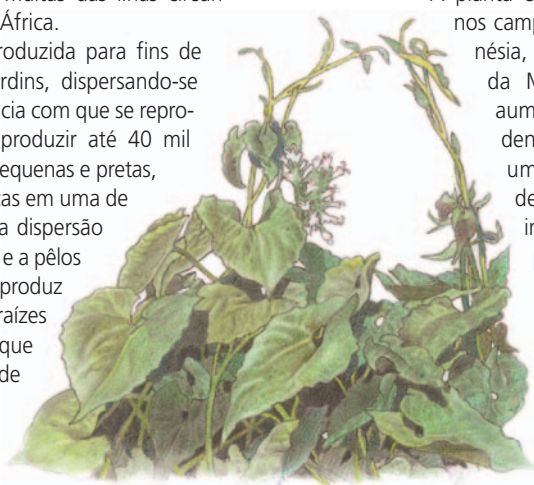 África.
roduzida para fins de
rdins, dispersando-se
cia com que se repro-
produzir até 40 mil
equenas e pretas,
as em uma de
a dispersão
e a pêlos
produz
raízes
que
de
nos camp
nésia,
da M
aum
den
um
de
in